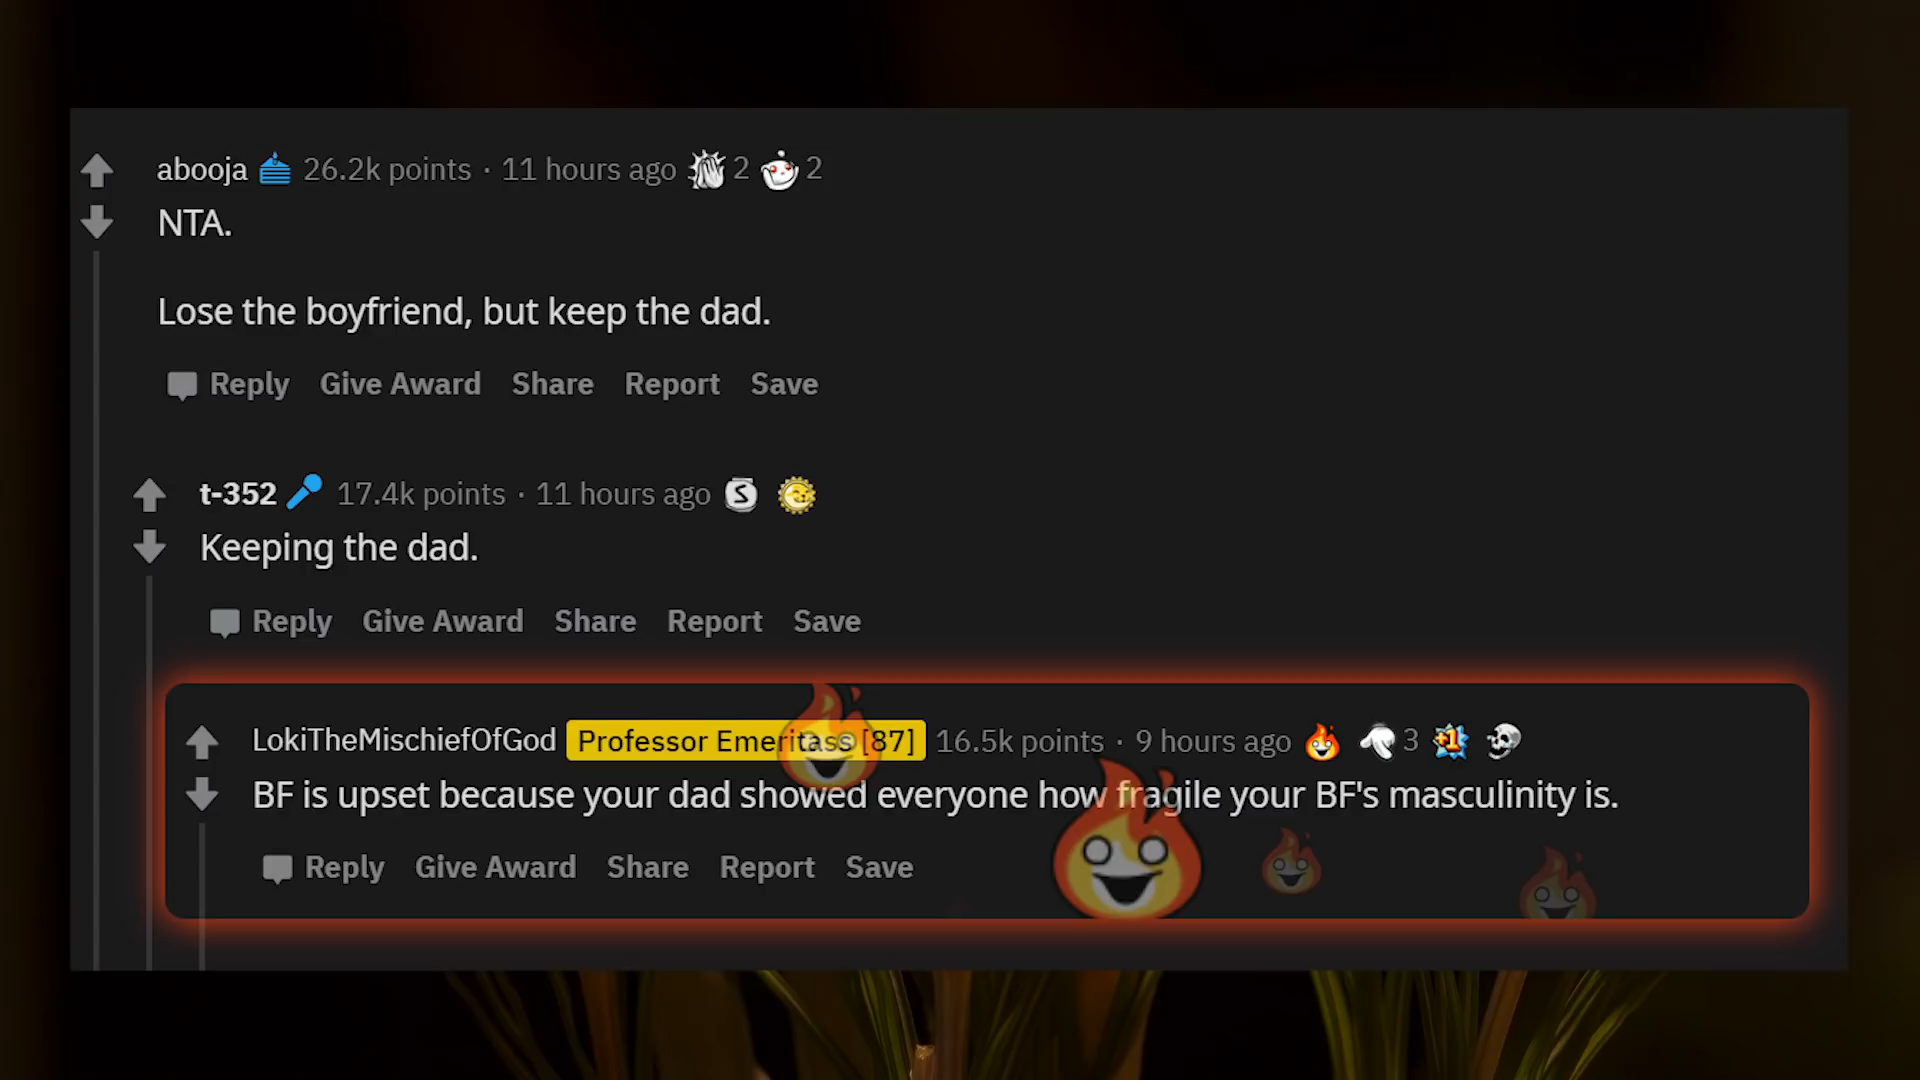 abooja 26.2k points · 11 hours ago 2 2
NTA.
Lose the boyfriend, but keep the dad.
Reply Give Award Share Report Save
t-352 17.4k points · 11 hours ago S
Keeping the dad.
Reply Give Award Share Report Save
LokiTheMischiefOfGod Professor Emeritass [87] 16.5k points · 9 hours ago 3 +1
BF is upset because your dad showed everyone how fragile your BF's masculinity is.
Reply Give Award Share Report Save